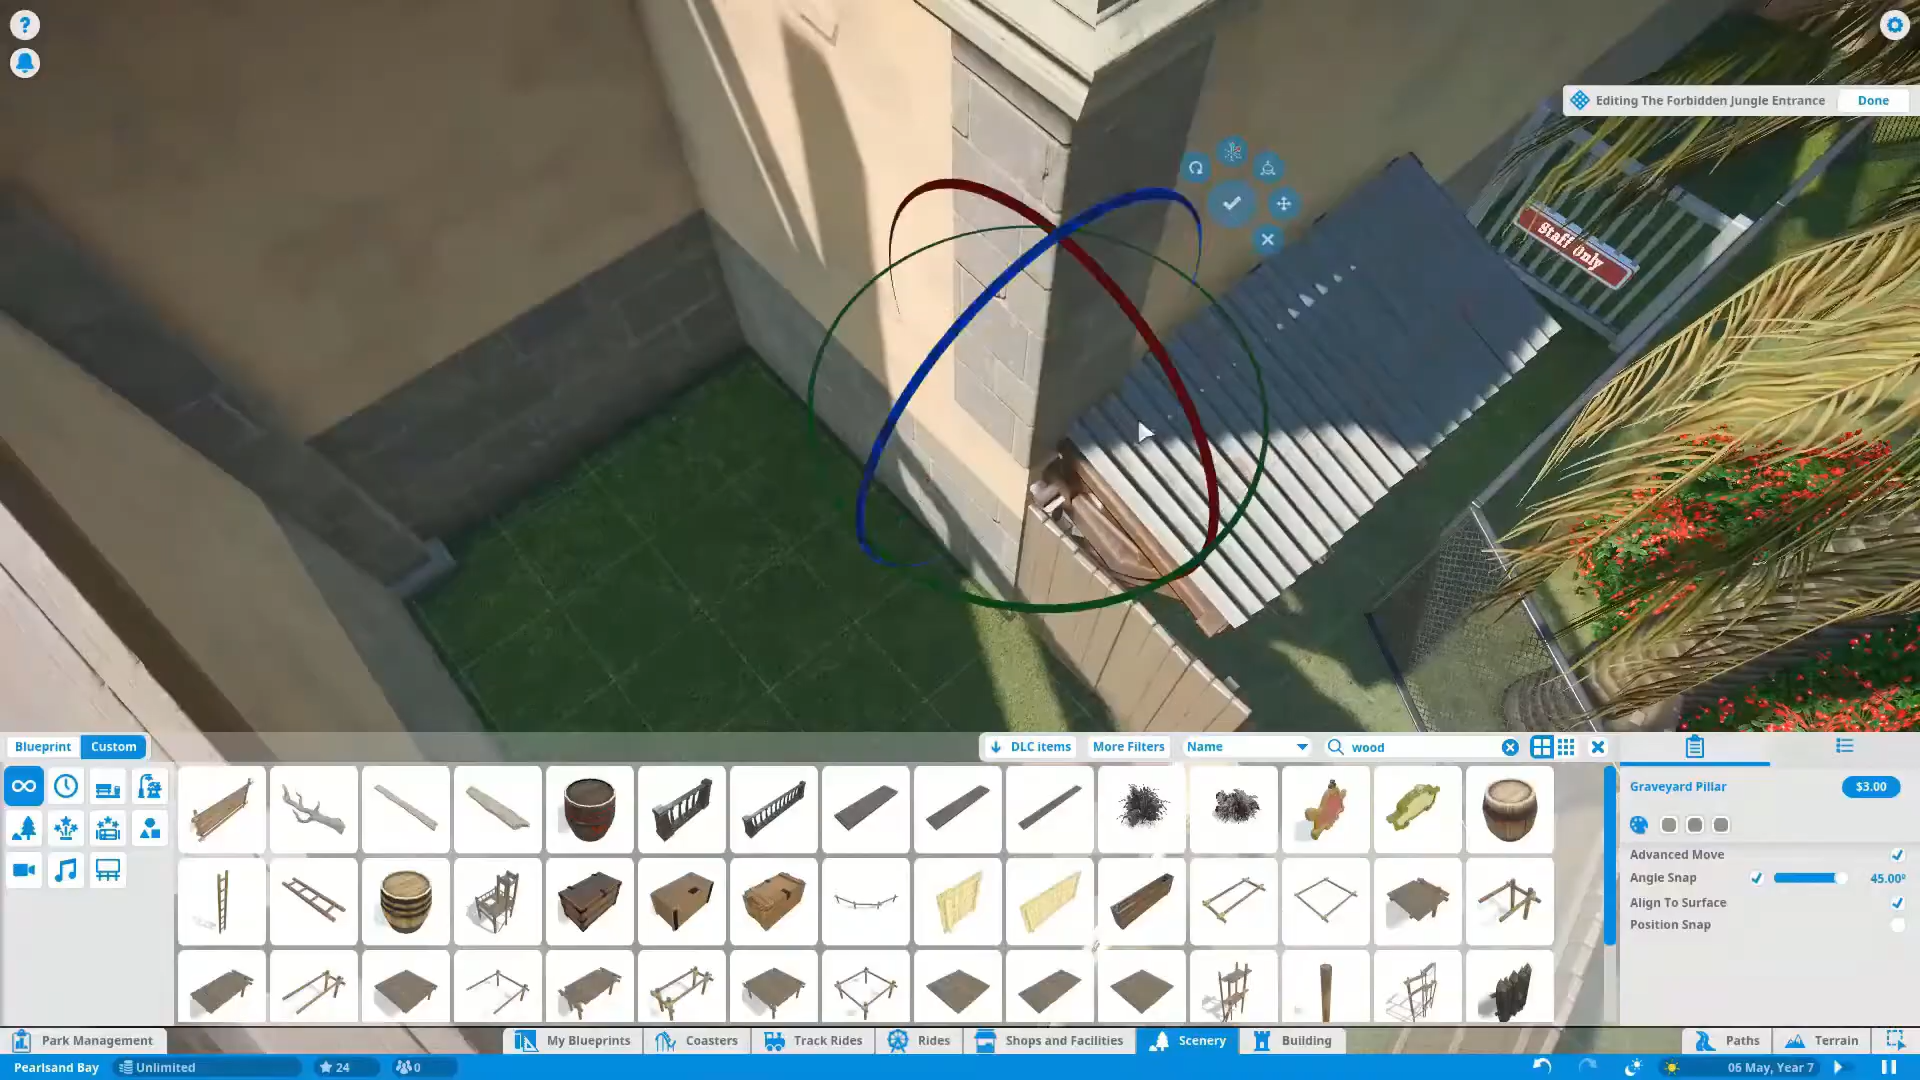 ?
Editing The Forbidden Jungle Entrance
Done
Staff Only
Blueprint
Custom
DLC items
More Filters
Name
wood
Graveyard Pillar
$3.00
Advanced Move
Angle Snap
45.00º
Align To Surface
Position Snap
Park Management
My Blueprints
Coasters
Track Rides
Rides
Shops and Facilities
Scenery
Building
Paths
Terrain
Pearlsand Bay
Unlimited
24
0
06 May, Year 7